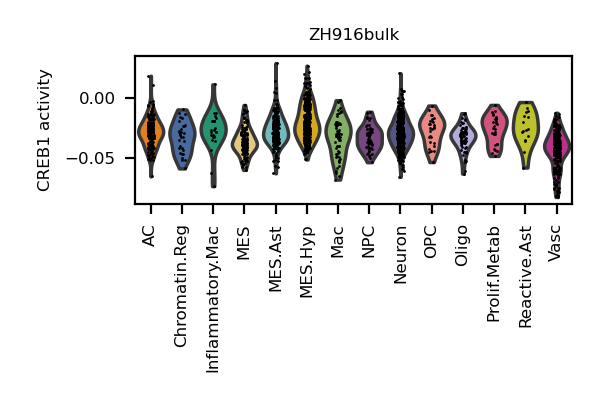 ZH916bulk
CREB1 activity
0.00
−0.05
AC
Chromatin.Reg
Inflammatory.Mac
MES
MES.Ast
MES.Hyp
Mac
NPC
Neuron
OPC
Oligo
Prolif.Metab
Reactive.Ast
Vasc